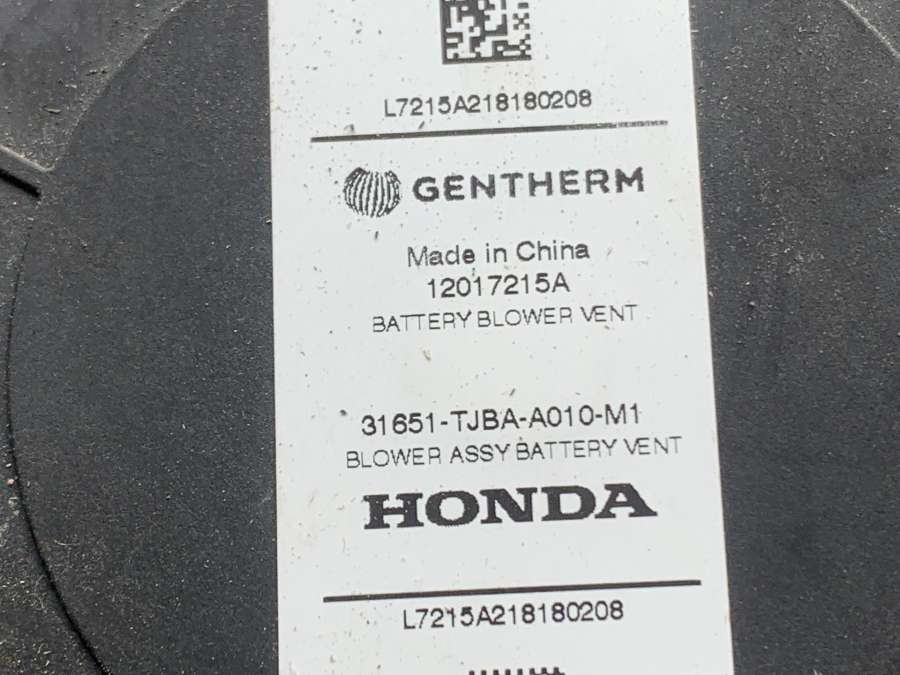 L7215A218180208
GENTHERM
Made in China
12017215A
BATTERY BLOWER VENT
31651-TJBA-A010-M1
BLOWER ASSY BATTERY VENT
HONDA
L7215A218180208